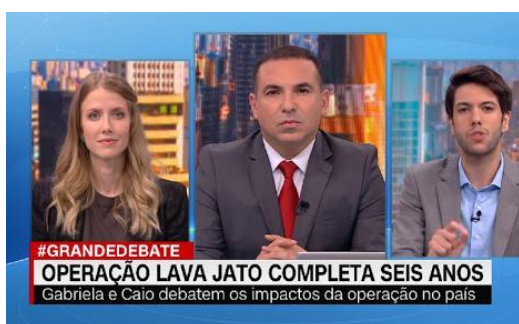 #GRANDEDEBATE
OPERAÇÃO LAVA JATO COMPLETA SEIS ANOS
Gabriela e Caio debatem os impactos da operação no país